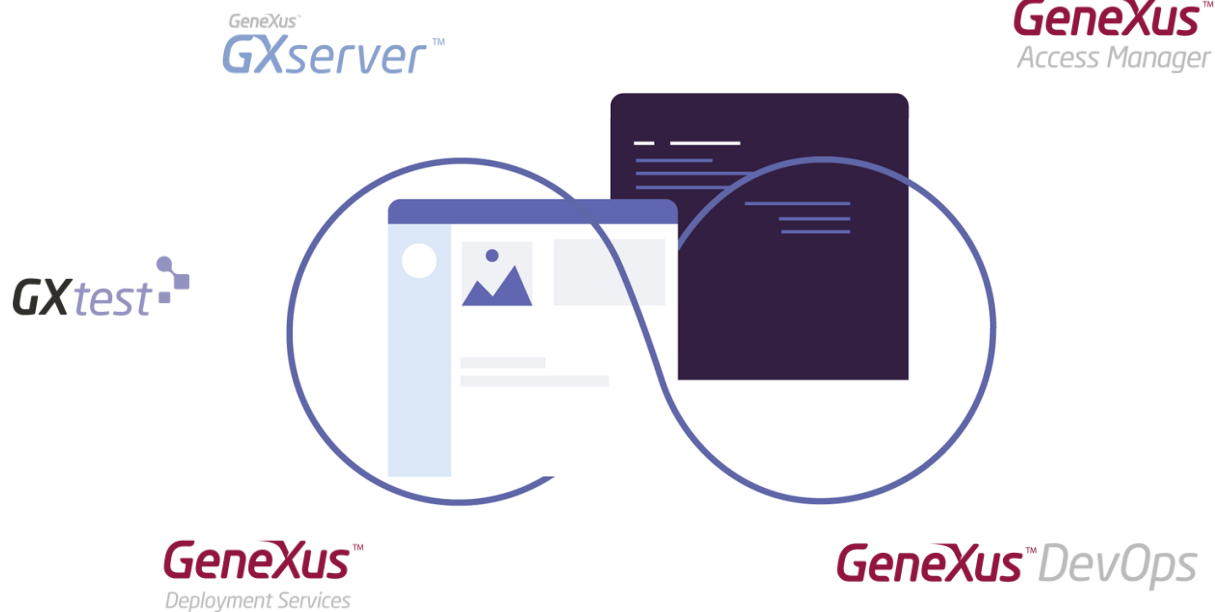 GeneXus™
GXserver™
GeneXus™
Access Manager
GXtest
GeneXus™
Deployment Services
GeneXus™ DevOps